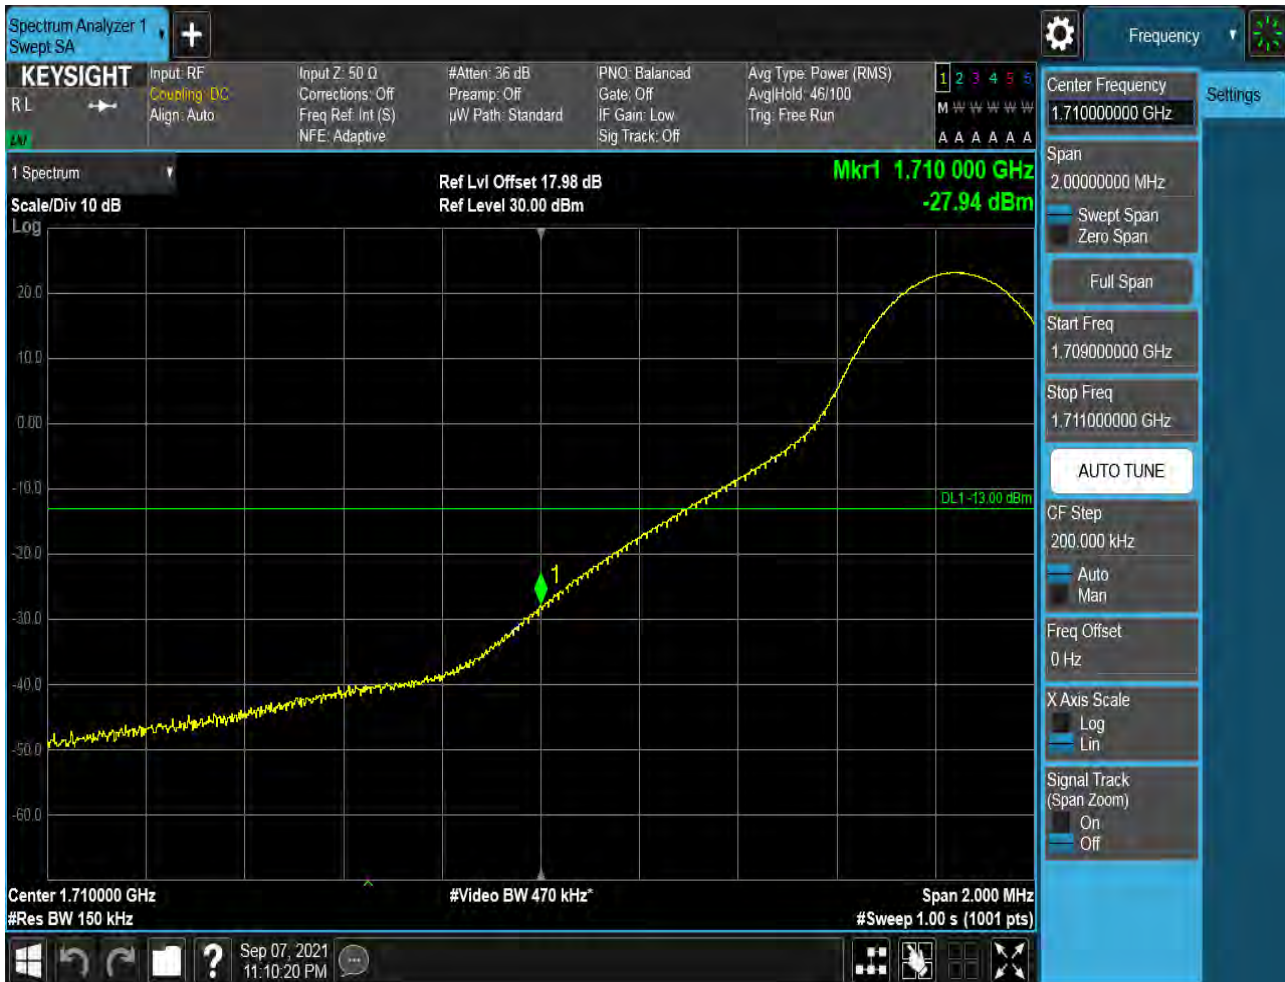 Spectrum Analyzer 1
Swept SA
Frequency
KEYSIGHT
R L
Input: RF
Coupling: DC
Align: Auto
Input Z: 50 Ω
Corrections: Off
Freq Ref: Int (S)
NFE: Adaptive
#Atten: 36 dB
Preamp: Off
µW Path: Standard
PNO: Balanced
Gate: Off
IF Gain: Low
Sig Track: Off
Avg Type: Power (RMS)
Avg|Hold: 46/100
Trig: Free Run
1 2 3 4 5 6
M W W W W W
A A A A A A
1 Spectrum
Scale/Div 10 dB
Log
Ref Lvl Offset 17.98 dB
Ref Level 30.00 dBm
Mkr1 1.710 000 GHz
-27.94 dBm
20.0
10.0
0.00
-10.0
-20.0
-30.0
-40.0
-50.0
-60.0
DL1 -13.00 dBm
1
Center 1.710000 GHz
#Res BW 150 kHz
#Video BW 470 kHz*
Span 2.000 MHz
#Sweep 1.00 s (1001 pts)
Center Frequency
1.710000000 GHz
Settings
Span
2.00000000 MHz
Swept Span
Zero Span
Full Span
Start Freq
1.709000000 GHz
Stop Freq
1.711000000 GHz
AUTO TUNE
CF Step
200.000 kHz
Auto
Man
Freq Offset
0 Hz
X Axis Scale
Log
Lin
Signal Track
(Span Zoom)
On
Off
?
Sep 07, 2021
11:10:20 PM